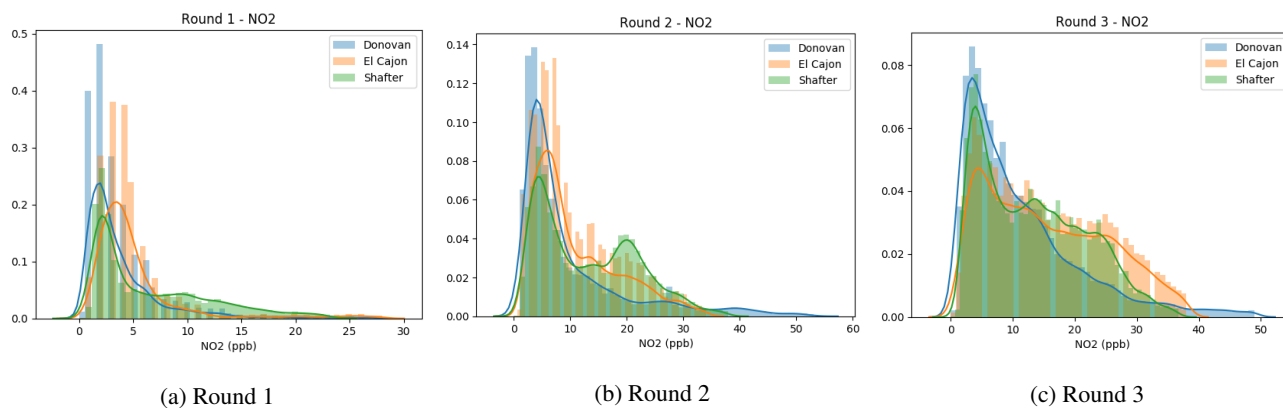 Round 1 - NO2
0.5
0.4
0.3
0.2
0.1
0.0
0 5 10 15 20 25 30
NO2 (ppb)
Donovan
El Cajon
Shafter
(a) Round 1
Round 2 - NO2
0.14
0.12
0.10
0.08
0.06
0.04
0.02
0.00
0 10 20 30 40 50 60
NO2 (ppb)
Donovan
El Cajon
Shafter
(b) Round 2
Round 3 - NO2
0.08
0.06
0.04
0.02
0.00
0 10 20 30 40 50
NO2 (ppb)
Donovan
El Cajon
Shafter
(c) Round 3